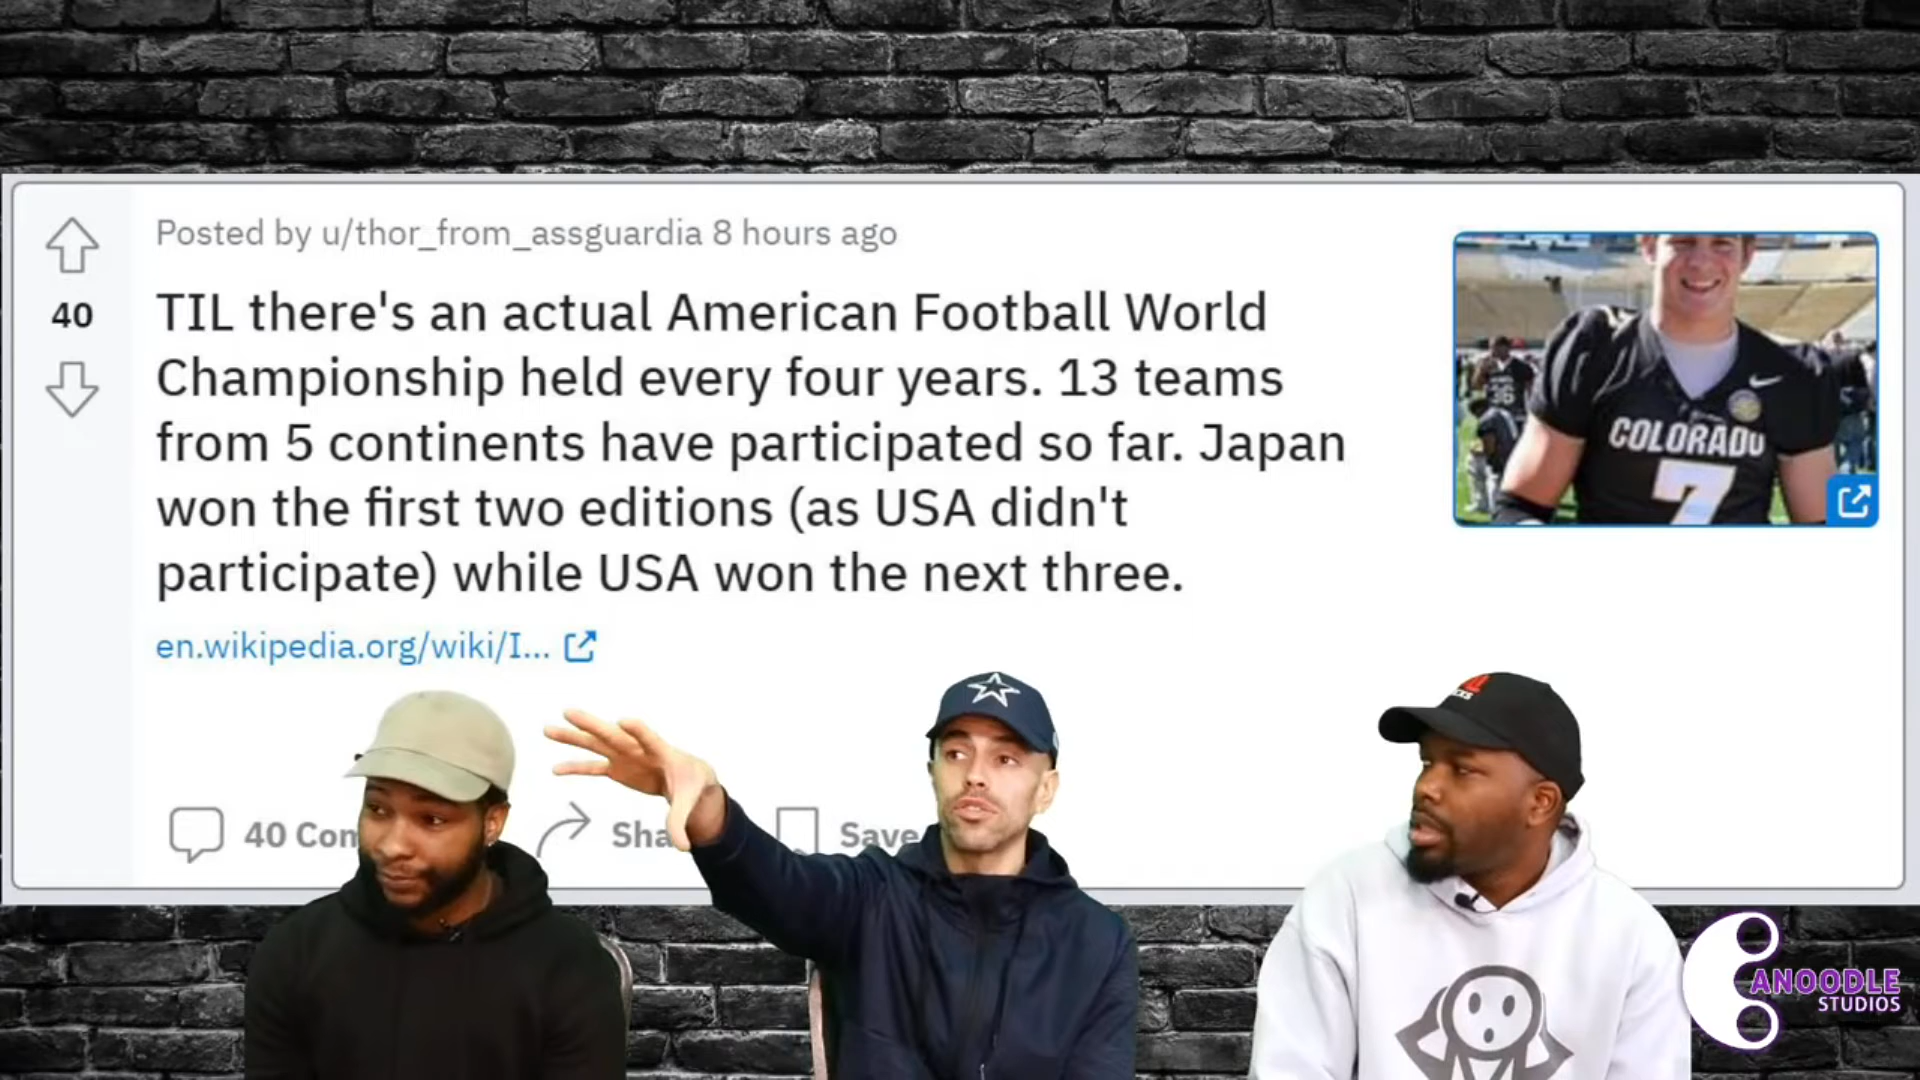 Posted by u/thor_from_assguardia 8 hours ago
40
TIL there's an actual American Football World
Championship held every four years. 13 teams
from 5 continents have participated so far. Japan
won the first two editions (as USA didn't
participate) while USA won the next three.
en.wikipedia.org/wiki/I...
COLORADO
7
36
40 Com
Sha
Save
ANOODLE
STUDIOS